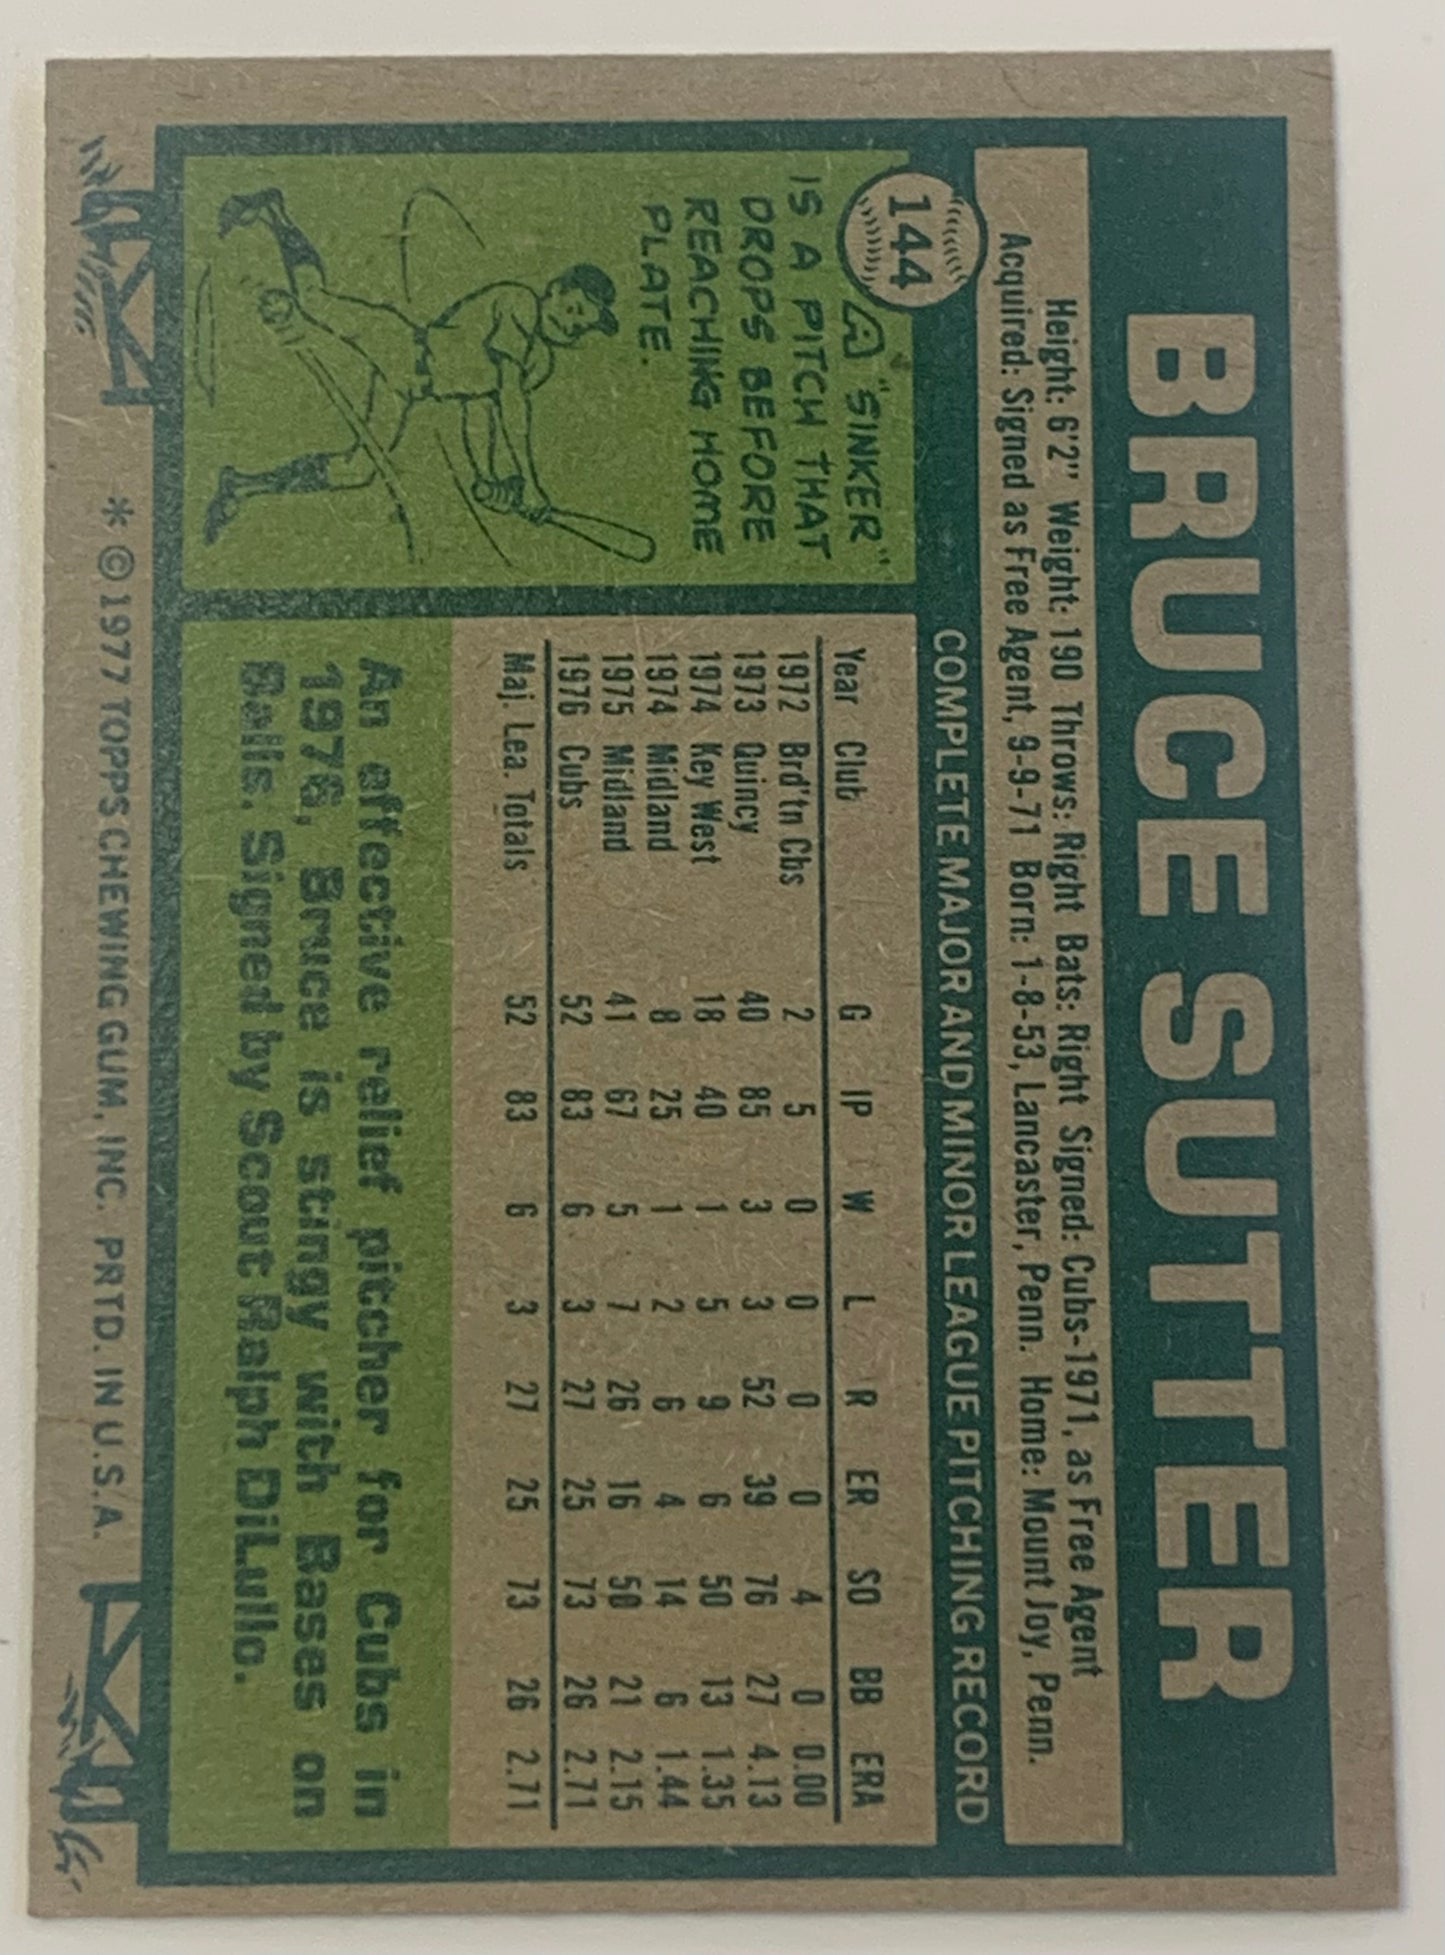 BRUCE SUTTER
Height: 6'2" Weight: 190 Throws: Right Bats: Right Signed: Cubs-1971, as Free Agent
Acquired: Signed as Free Agent, 9-9-71 Born: 1-8-53, Lancaster, Penn. Home: Mount Joy, Penn.
144
COMPLETE MAJOR AND MINOR LEAGUE PITCHING RECORD
A "SINKER"
IS A PITCH THAT
DROPS BEFORE
REACHING HOME
PLATE.
Year Club G IP W L R ER SO BB ERA
1972 Brd'tn Cbs 2 5 0 0 0 0 4 0 0.00
1973 Quincy 40 85 3 3 52 39 76 27 4.13
1974 Key West 18 40 1 5 9 6 50 13 1.35
1974 Midland 8 25 1 2 6 4 14 6 1.44
1975 Midland 41 67 5 7 26 16 50 21 2.15
1976 Cubs 52 83 6 3 27 25 73 26 2.71
Maj. Lea. Totals 52 83 6 3 27 25 73 26 2.71
An effective relief pitcher for Cubs in
1976, Bruce is stingy with Bases on
Balls. Signed by Scout Ralph DiLullo.
* © 1977 TOPPS CHEWING GUM, INC. PRTD. IN U.S.A.